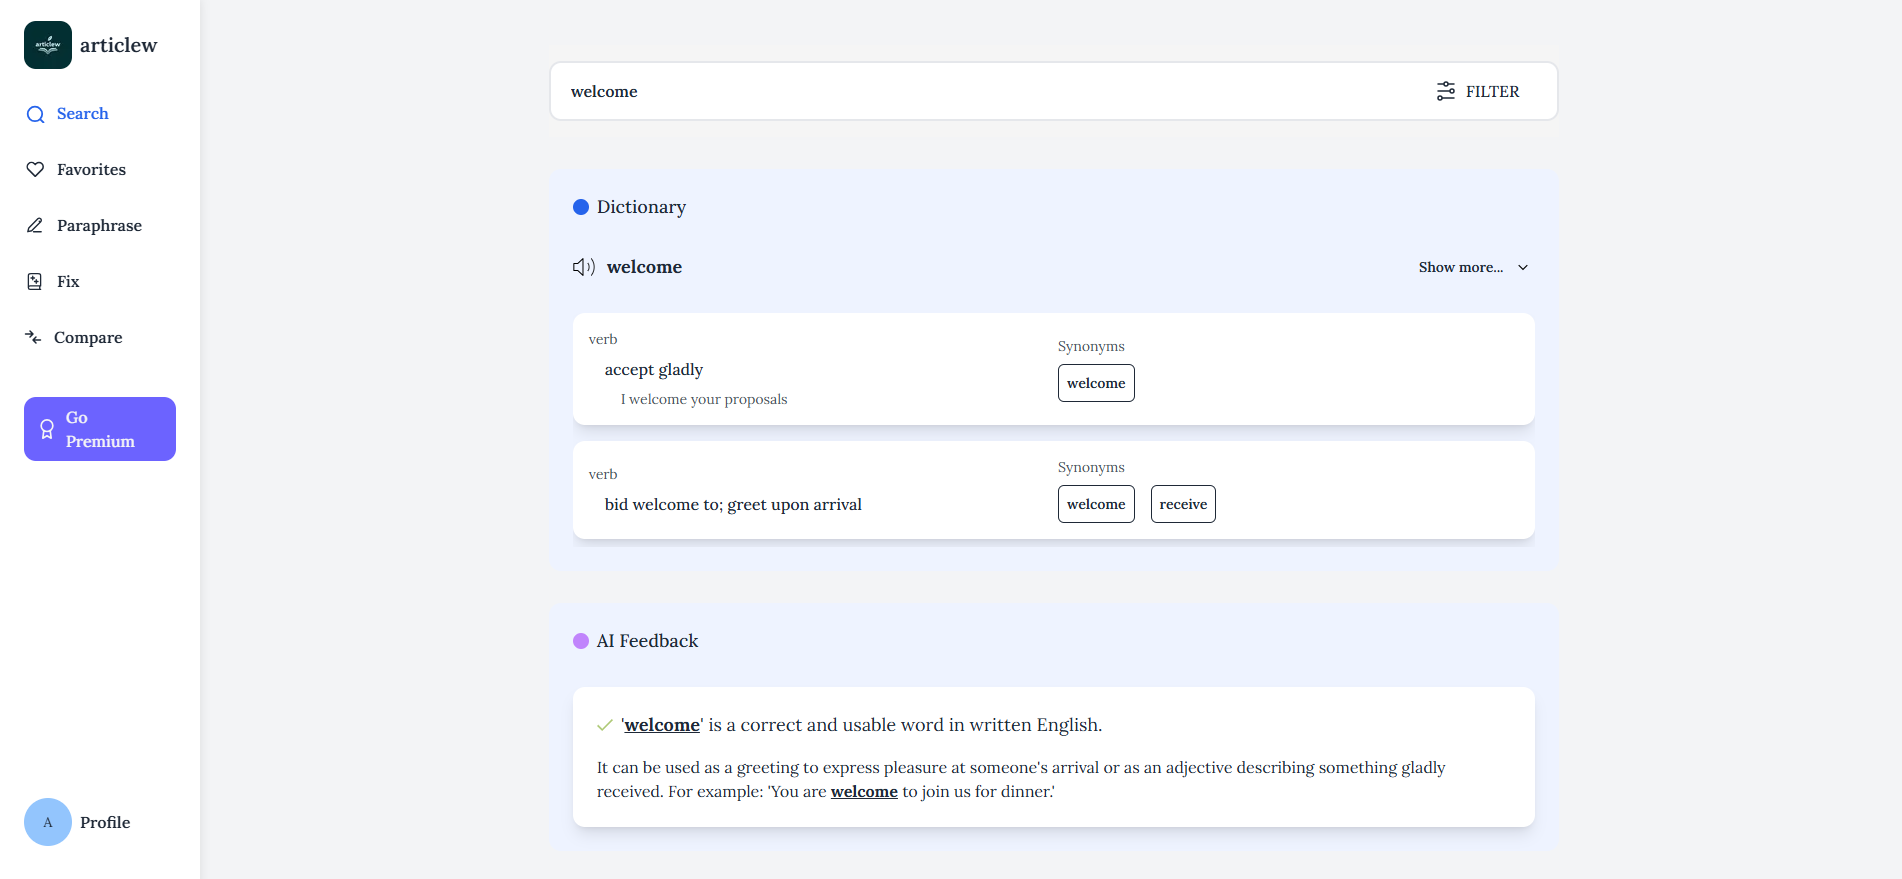 articlew
articlew
Search
Favorites
Paraphrase
Fix
Compare
Go
Premium
A
Profile
welcome
FILTER
Dictionary
welcome
Show more...
verb
accept gladly
I welcome your proposals
Synonyms
welcome
verb
bid welcome to; greet upon arrival
Synonyms
welcome
receive
AI Feedback
'welcome' is a correct and usable word in written English.
It can be used as a greeting to express pleasure at someone's arrival or as an adjective describing something gladly
received. For example: 'You are welcome to join us for dinner.'